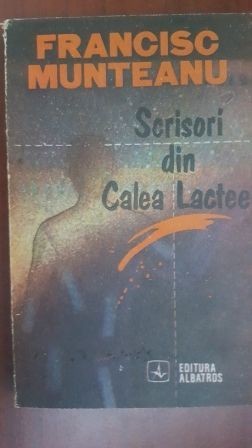 FRANCISC
MUNTEANU
Scrisori
din
Calea Lactee
EDITURA
ALBATROS